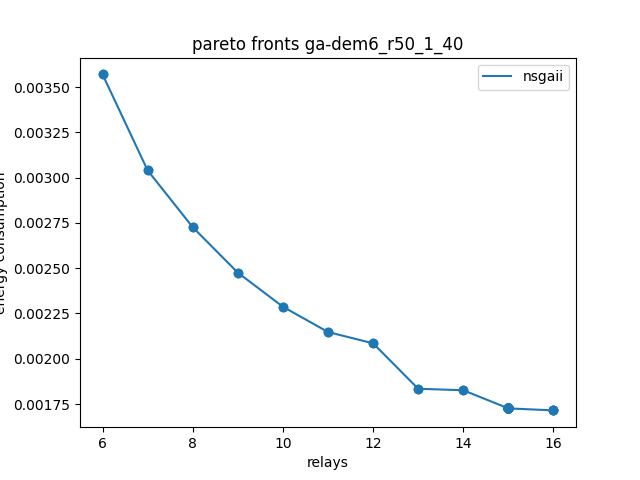 pareto fronts ga-dem6_r50_1_40
nsgaii
0.00350
0.00325
0.00300
0.00275
0.00250
0.00225
0.00200
0.00175
energy consumption
6 8 10 12 14 16
relays